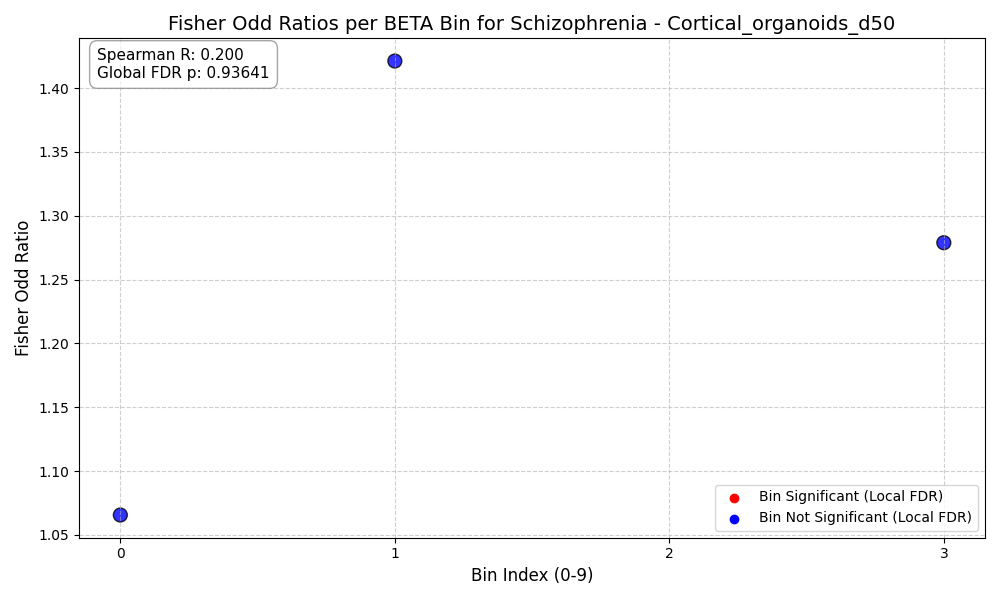 Fisher Odd Ratios per BETA Bin for Schizophrenia - Cortical_organoids_d50
Spearman R: 0.200
Global FDR p: 0.93641
1.40
1.35
1.30
1.25
1.20
1.15
1.10
1.05
Fisher Odd Ratio
Bin Significant (Local FDR)
Bin Not Significant (Local FDR)
0 1 2 3
Bin Index (0-9)